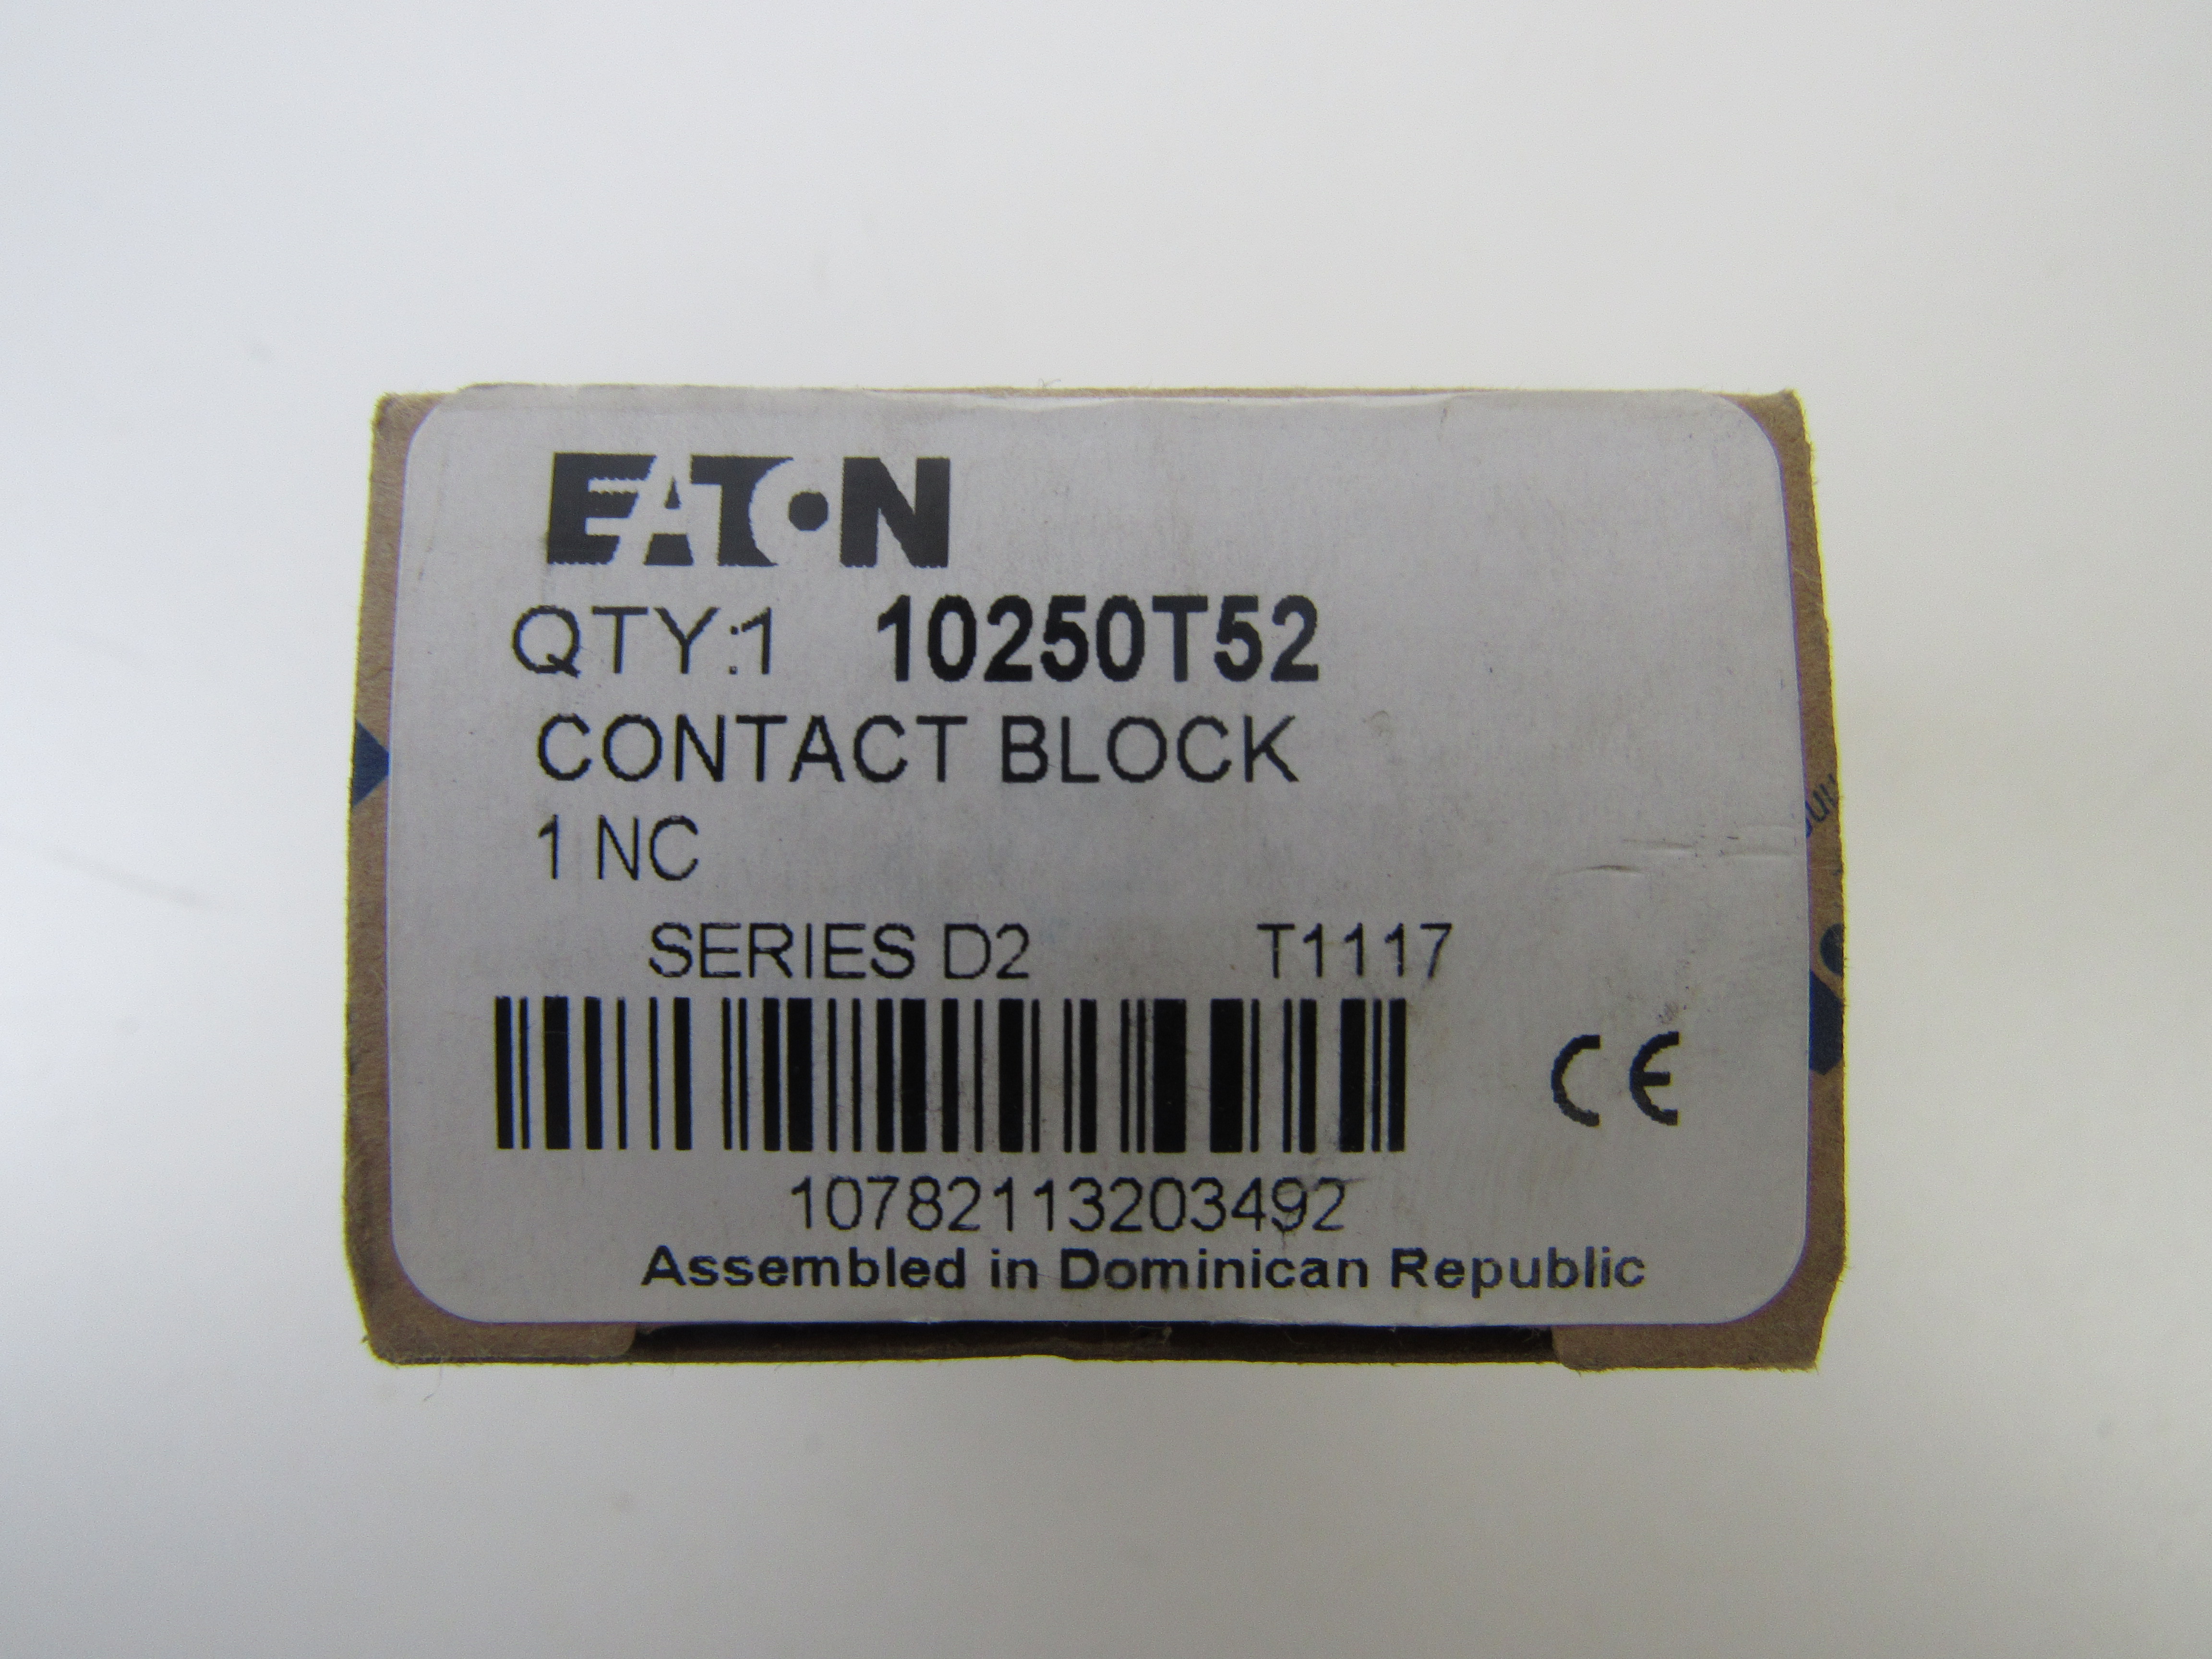 EATON
QTY:1 10250T52
CONTACT BLOCK
1 NC
SERIES D2 T1117
CE
10782113203492
Assembled in Dominican Republic